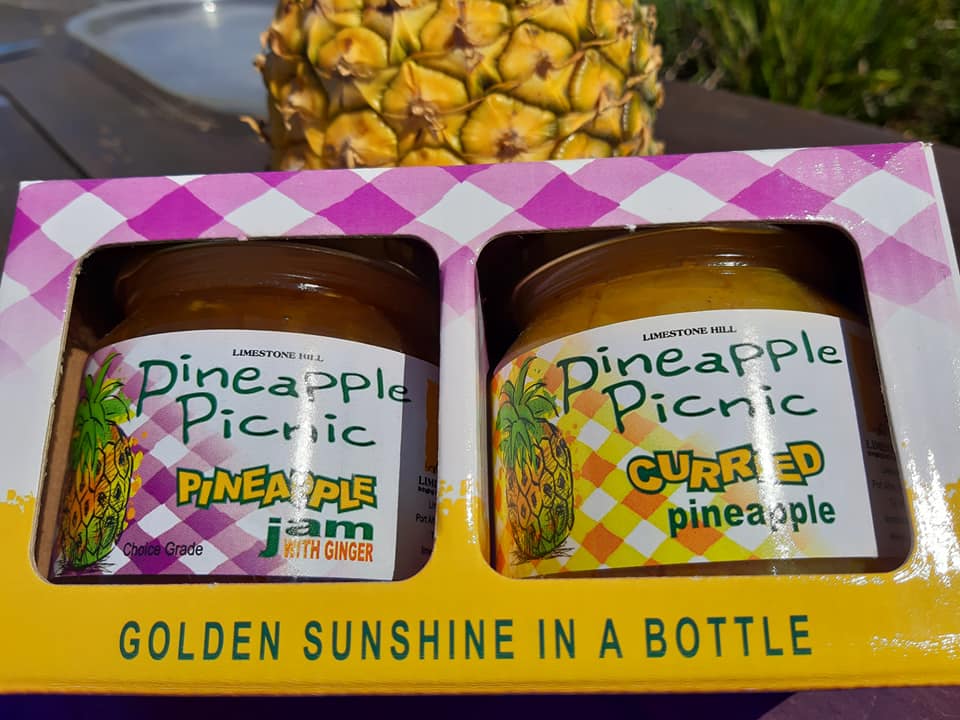 LIMESTONE HILL
Pineapple
Picnic
PINEAPPLE
jam
WITH GINGER
Choice Grade
LIMESTONE HILL
Pineapple
Picnic
CURRIED
pineapple
GOLDEN SUNSHINE IN A BOTTLE